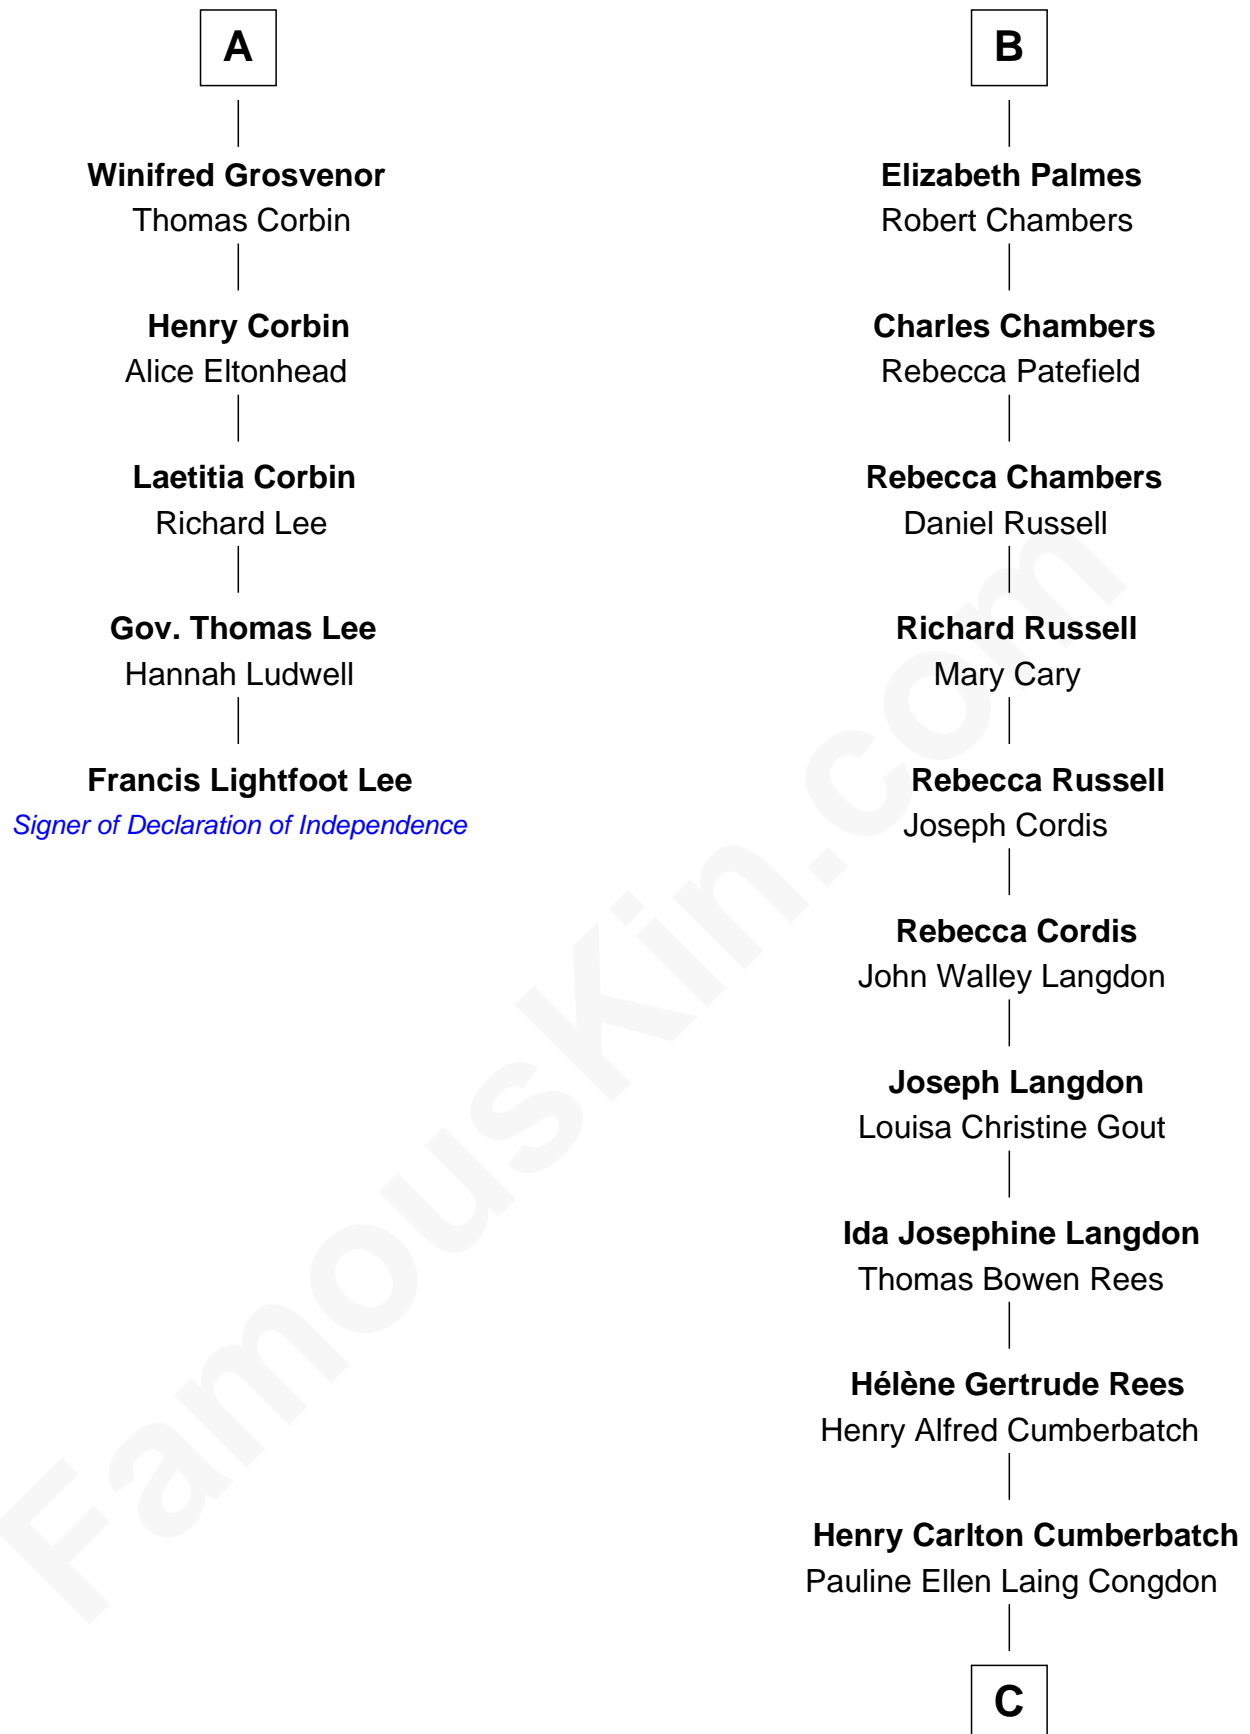 A
Winifred Grosvenor
Thomas Corbin
Henry Corbin
Alice Eltonhead
Laetitia Corbin
Richard Lee
Gov. Thomas Lee
Hannah Ludwell
Francis Lightfoot Lee
Signer of Declaration of Independence
B
Elizabeth Palmes
Robert Chambers
Charles Chambers
Rebecca Patefield
Rebecca Chambers
Daniel Russell
Richard Russell
Mary Cary
Rebecca Russell
Joseph Cordis
Rebecca Cordis
John Walley Langdon
Joseph Langdon
Louisa Christine Gout
Ida Josephine Langdon
Thomas Bowen Rees
Hélène Gertrude Rees
Henry Alfred Cumberbatch
Henry Carlton Cumberbatch
Pauline Ellen Laing Congdon
C
FamousKin.com